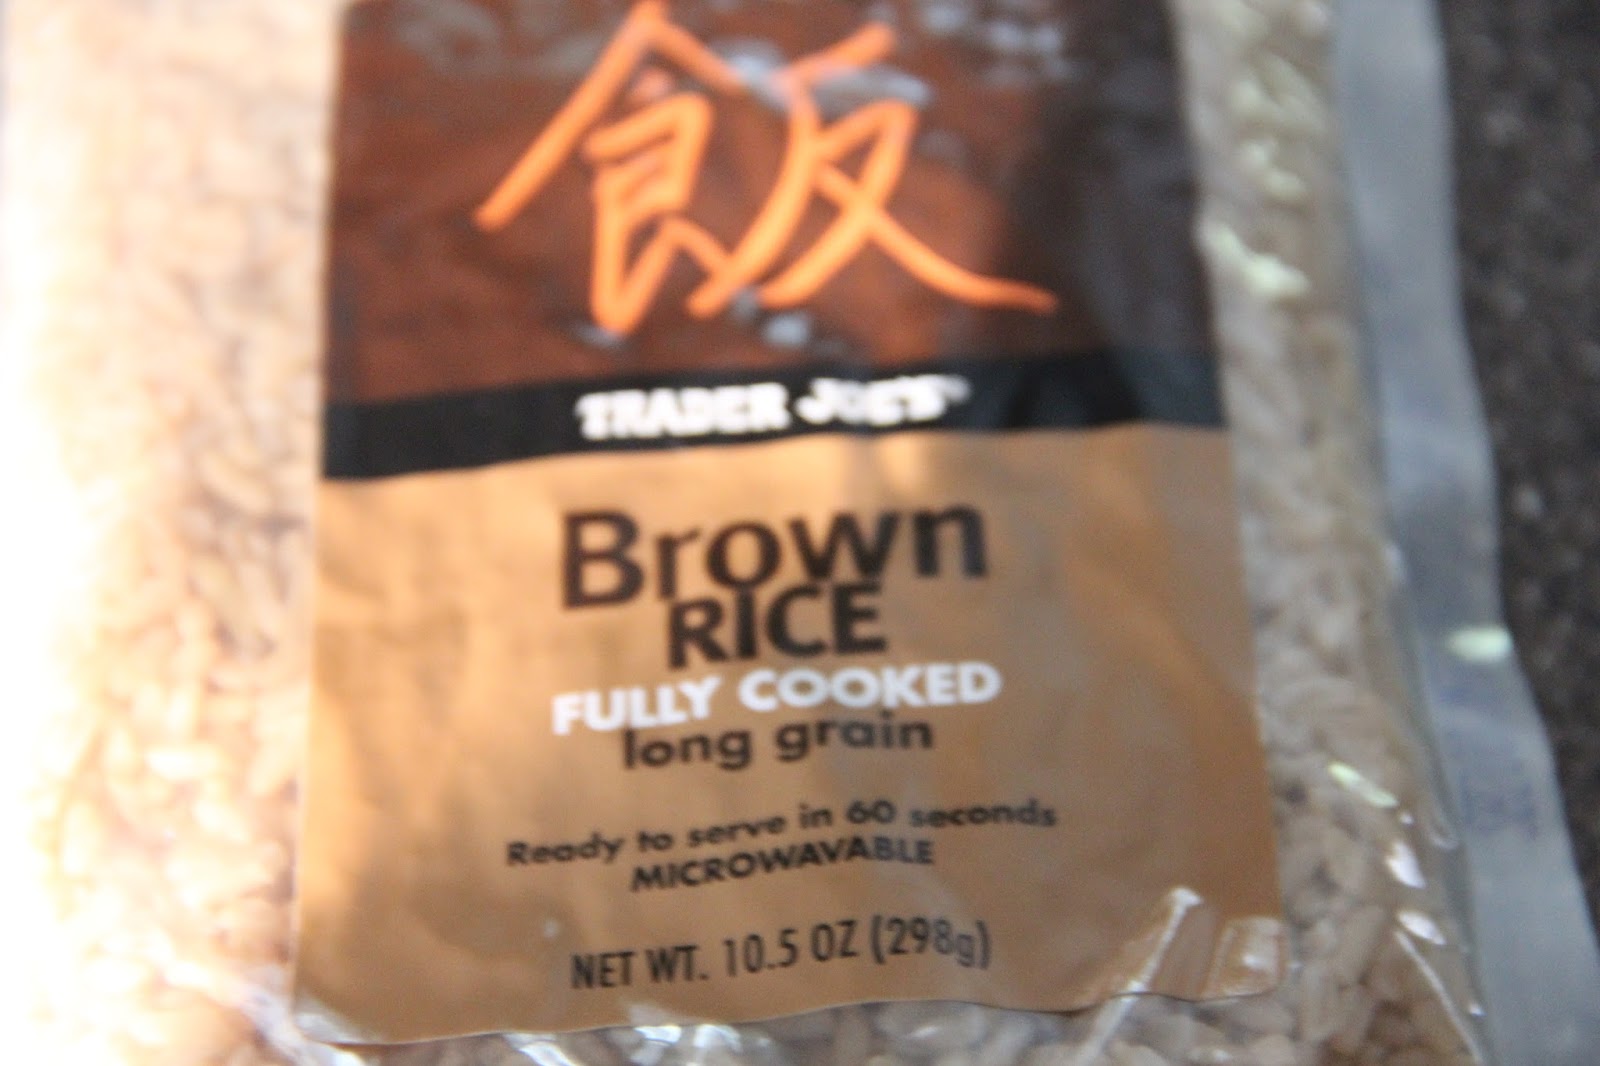 飯
TRADER JOE'S®
Brown
RICE
FULLY COOKED
long grain
Ready to serve in 60 seconds
MICROWAVABLE
NET WT. 10.5 OZ (298g)